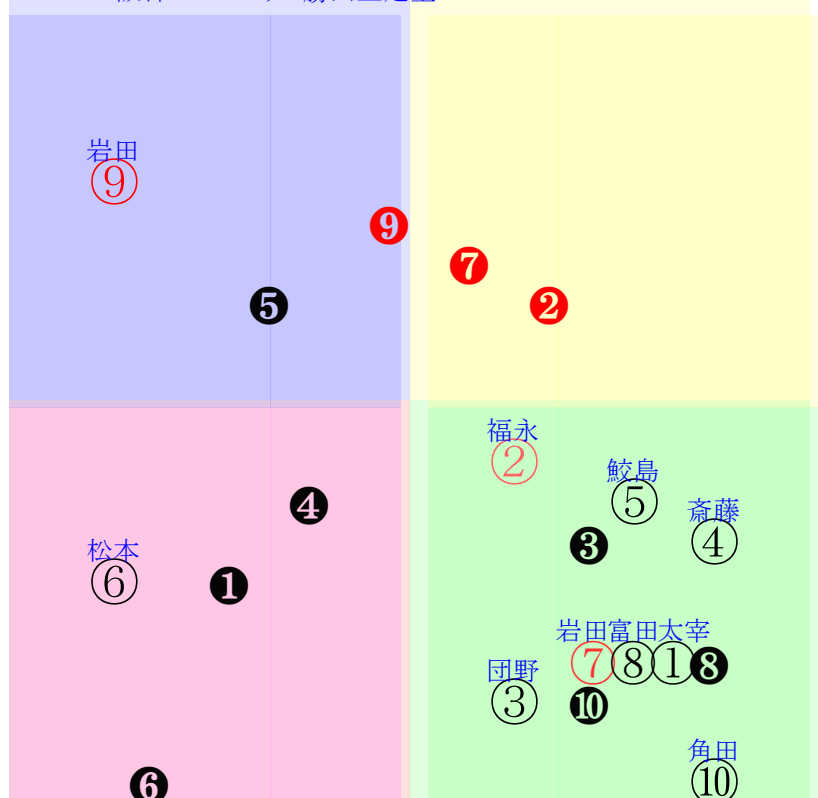 岩田
⑨
❾
❼
❺
❷
福永
②
鮫島
⑤
❹
斎藤
④
❸
松本
⑥
❶
岩田富田太宰
⑦⑧①❽
団野
③
❿
角田
⑩
❻